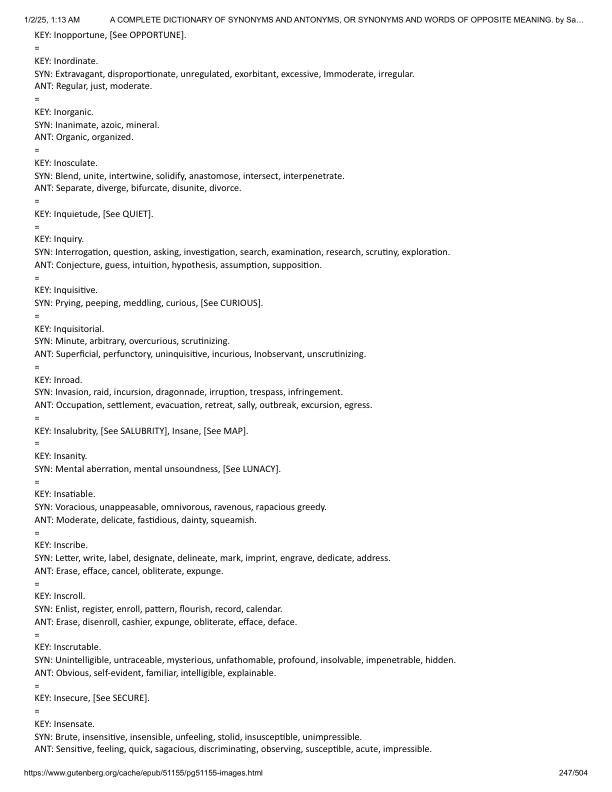 1/2/25, 1:13 AM A COMPLETE DICTIONARY OF SYNONYMS AND ANTONYMS, OR SYNONYMS AND WORDS OF OPPOSITE MEANING. by Sa…
KEY: Inopportune, [See OPPORTUNE].
=
KEY: Inordinate.
SYN: Extravagant, disproportionate, unregulated, exorbitant, excessive, Immoderate, irregular.
ANT: Regular, just, moderate.
=
KEY: Inorganic.
SYN: Inanimate, azoic, mineral.
ANT: Organic, organized.
=
KEY: Inosculate.
SYN: Blend, unite, intertwine, solidify, anastomose, intersect, interpenetrate.
ANT: Separate, diverge, bifurcate, disunite, divorce.
=
KEY: Inquietude, [See QUIET].
=
KEY: Inquiry.
SYN: Interrogation, question, asking, investigation, search, examination, research, scrutiny, exploration.
ANT: Conjecture, guess, intuition, hypothesis, assumption, supposition.
=
KEY: Inquisitive.
SYN: Prying, peeping, meddling, curious, [See CURIOUS].
=
KEY: Inquisitorial.
SYN: Minute, arbitrary, overcurious, scrutinizing.
ANT: Superficial, perfunctory, uninquisitive, incurious, Inobservant, unscrutinizing.
=
KEY: Inroad.
SYN: Invasion, raid, incursion, dragonnade, irruption, trespass, infringement.
ANT: Occupation, settlement, evacuation, retreat, sally, outbreak, excursion, egress.
=
KEY: Insalubrity, [See SALUBRITY], Insane, [See MAP].
=
KEY: Insanity.
SYN: Mental aberration, mental unsoundness, [See LUNACY].
=
KEY: Insatiable.
SYN: Voracious, unappeasable, omnivorous, ravenous, rapacious greedy.
ANT: Moderate, delicate, fastidious, dainty, squeamish.
=
KEY: Inscribe.
SYN: Letter, write, label, designate, delineate, mark, imprint, engrave, dedicate, address.
ANT: Erase, efface, cancel, obliterate, expunge.
=
KEY: Inscroll.
SYN: Enlist, register, enroll, pattern, flourish, record, calendar.
ANT: Erase, disenroll, cashier, expunge, obliterate, efface, deface.
=
KEY: Inscrutable.
SYN: Unintelligible, untraceable, mysterious, unfathomable, profound, insolvable, impenetrable, hidden.
ANT: Obvious, self-evident, familiar, intelligible, explainable.
=
KEY: Insecure, [See SECURE].
=
KEY: Insensate.
SYN: Brute, insensitive, insensible, unfeeling, stolid, insusceptible, unimpressible.
ANT: Sensitive, feeling, quick, sagacious, discriminating, observing, susceptible, acute, impressible.
https://www.gutenberg.org/cache/epub/51155/pg51155-images.html 247/504